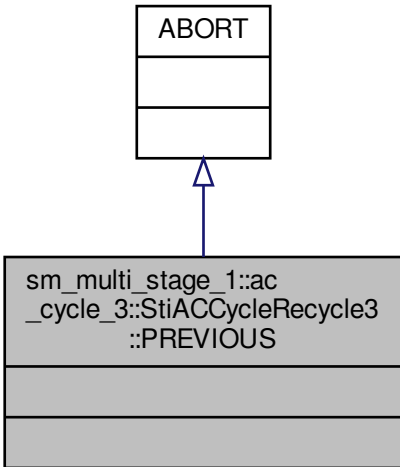 ABORT
sm_multi_stage_1::ac
_cycle_3::StiACCycleRecycle3
::PREVIOUS